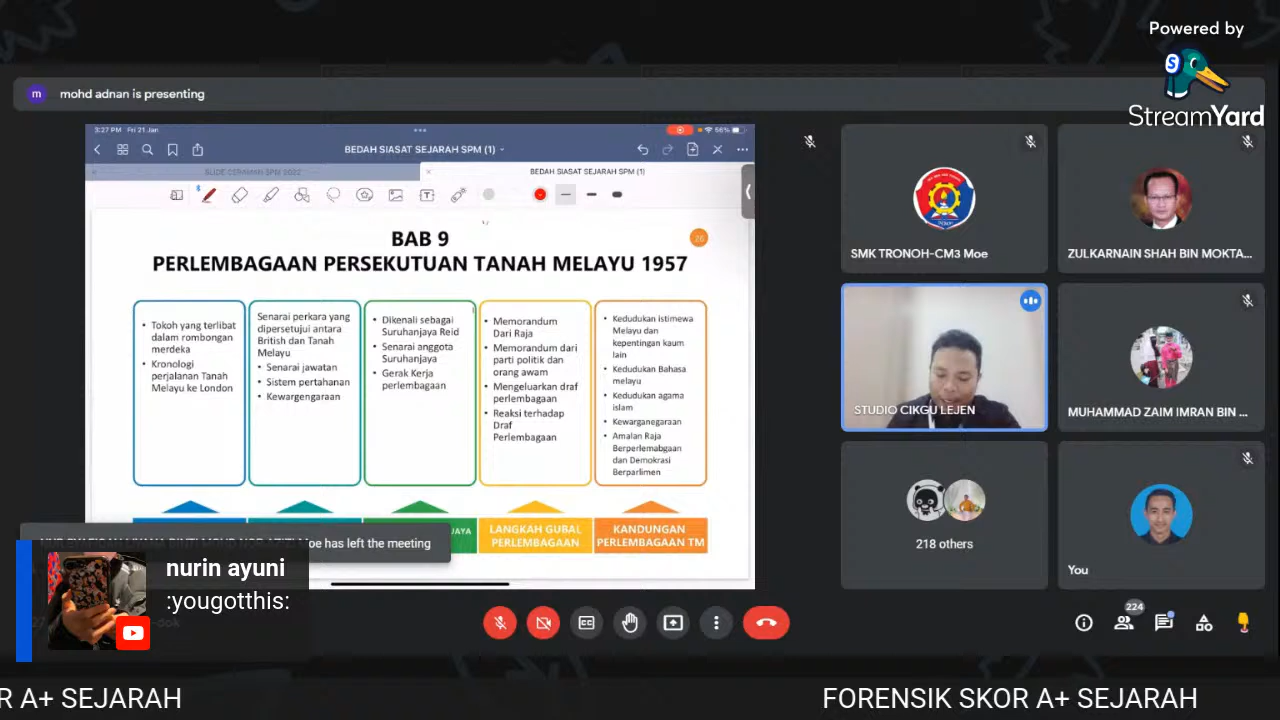 Powered by
StreamYard
m mohd adnan is presenting
3:27 PM Fri 21 Jan
56%
BEDAH SIASAT SEJARAH SPM (1)
SLIDE CERAMAH SPM 2022
BEDAH SIASAT SEJARAH SPM (1)
BAB 9
26
PERLEMBAGAAN PERSEKUTUAN TANAH MELAYU 1957
• Tokoh yang terlibat
dalam rombongan
merdeka
• Kronologi
perjalanan Tanah
Melayu ke London
Senarai perkara yang
dipersetujui antara
British dan Tanah
Melayu
• Senarai jawatan
• Sistem pertahanan
• Kewargengaraan
• Dikenali sebagai
Suruhanjaya Reid
• Senarai anggota
Suruhanjaya
• Gerak Kerja
perlembagaan
• Memorandum
Dari Raja
• Memorandum dari
parti politik dan
orang awam
• Mengeluarkan draf
perlembagaan
• Reaksi terhadap
Draf
Perlembagaan
• Kedudukan istimewa
Melayu dan
kepentingan kaum
lain
• Kedudukan Bahasa
melayu
• Kedudukan agama
islam
• Kewarganegaraan
• Amalan Raja
Berperlemabgaan
dan Demokrasi
Berparlimen
LANGKAH GUBAL
PERLEMBAGAAN
KANDUNGAN
PERLEMBAGAAN TM
has left the meeting
SMK TRONOH-CM3 Moe
ZULKARNAIN SHAH BIN MOKTA...
STUDIO CIKGU LEJEN
MUHAMMAD ZAIM IMRAN BIN ...
218 others
You
nurin ayuni
:yougotthis:
224
R A+ SEJARAH
FORENSIK SKOR A+ SEJARAH